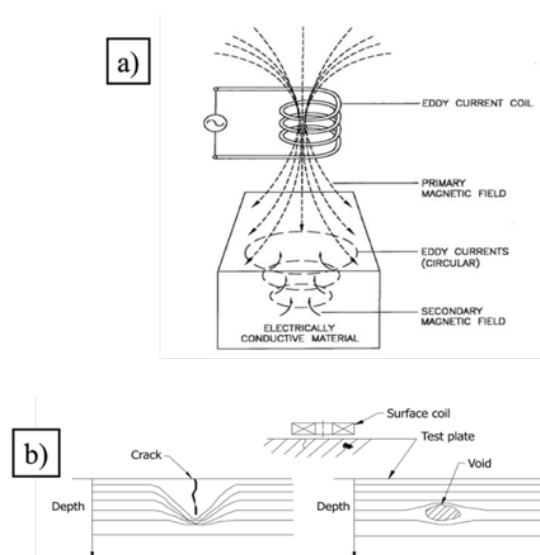 a)
EDDY CURRENT COIL
PRIMARY
MAGNETIC FIELD
EDDY CURRENTS
(CIRCULAR)
SECONDARY
MAGNETIC FIELD
ELECTRICALLY
CONDUCTIVE MATERIAL
b)
Surface coil
Test plate
Crack
Void
Depth
Depth